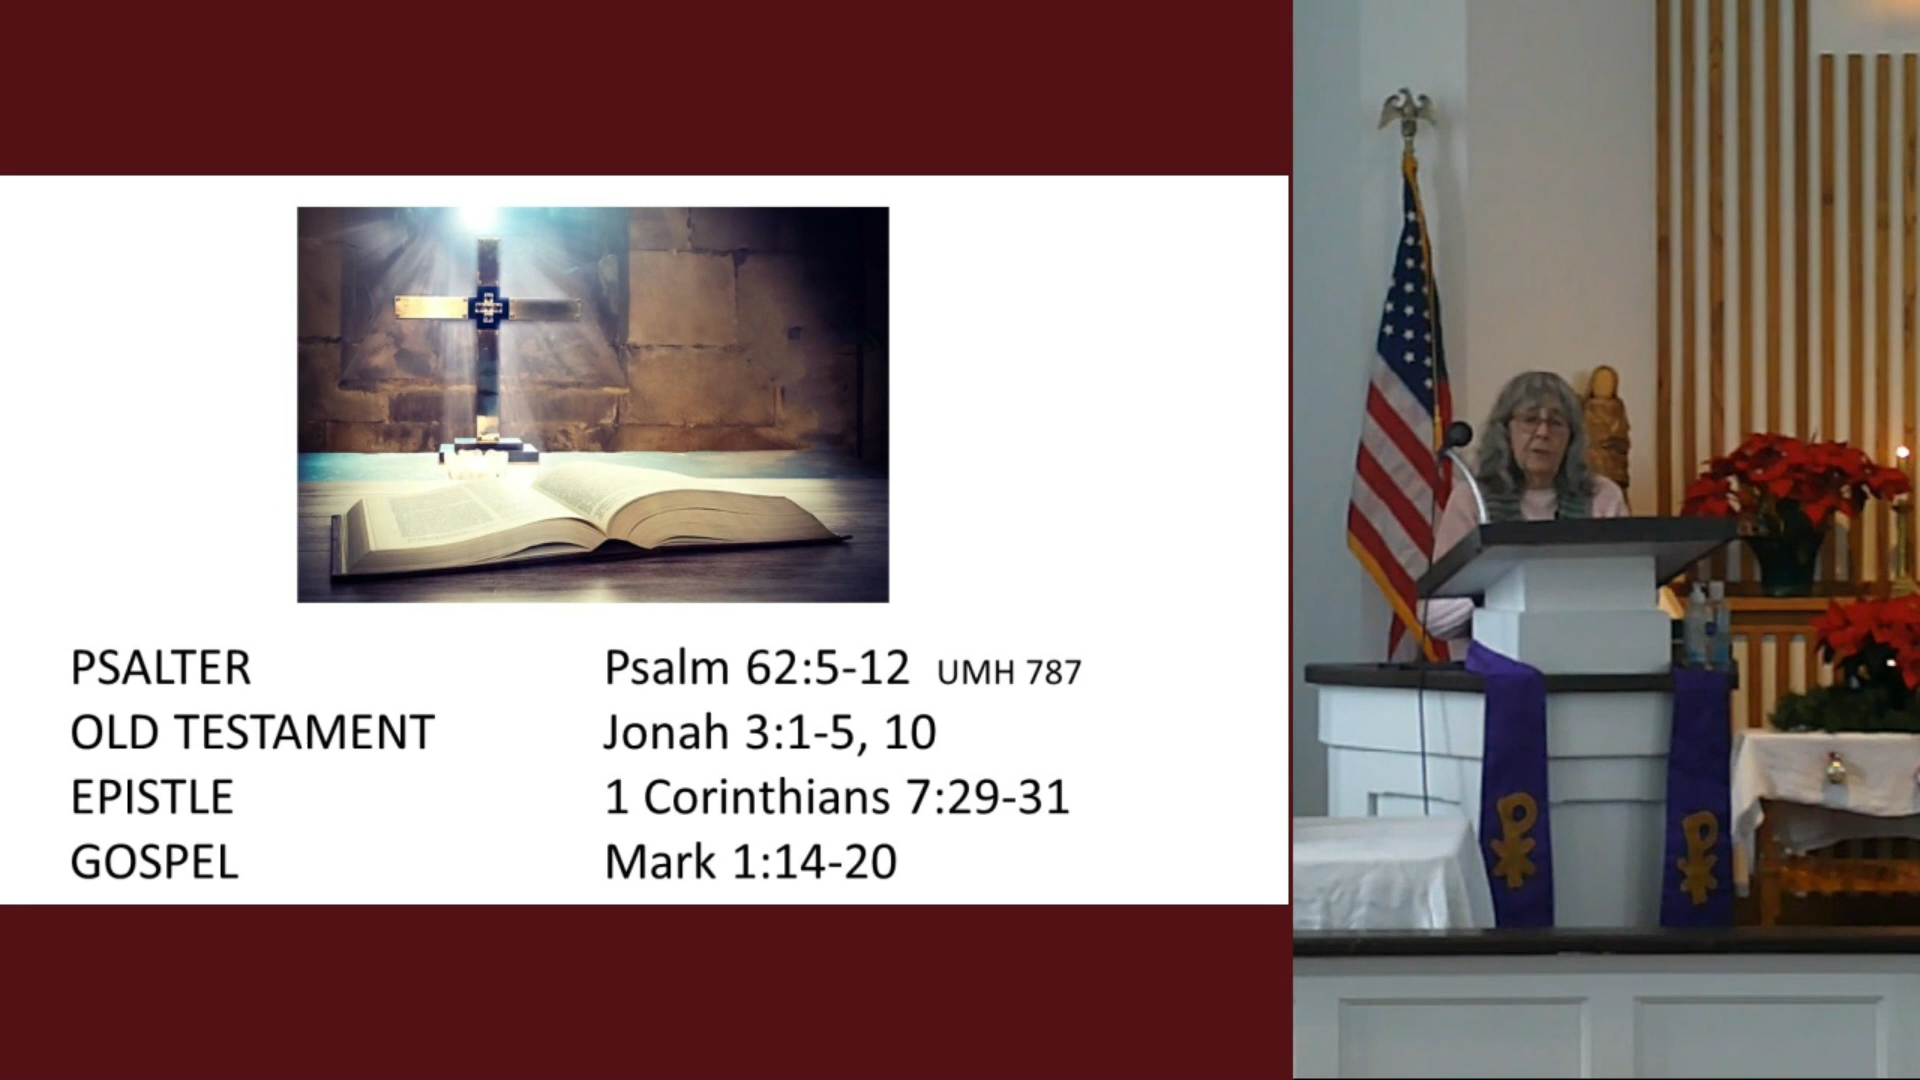 PSALTER Psalm 62:5-12 UMH 787
OLD TESTAMENT Jonah 3:1-5, 10
EPISTLE 1 Corinthians 7:29-31
GOSPEL Mark 1:14-20